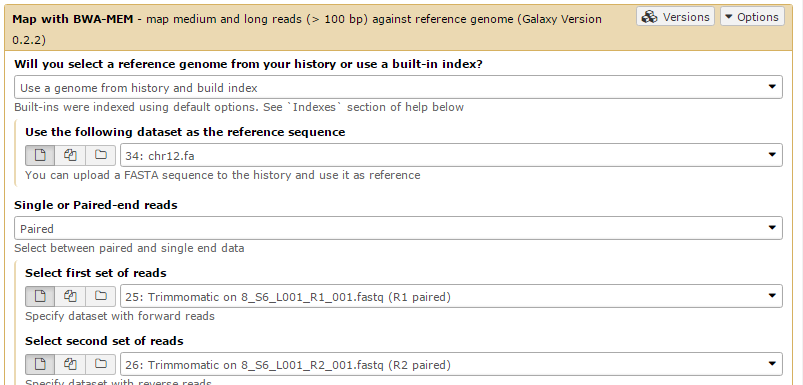 Map with BWA-MEM - map medium and long reads (> 100 bp) against reference genome (Galaxy Version
0.2.2)
Versions
Options
Will you select a reference genome from your history or use a built-in index?
Use a genome from history and build index
Built-ins were indexed using default options. See `Indexes` section of help below
Use the following dataset as the reference sequence
34: chr12.fa
You can upload a FASTA sequence to the history and use it as reference
Single or Paired-end reads
Paired
Select between paired and single end data
Select first set of reads
25: Trimmomatic on 8_S6_L001_R1_001.fastq (R1 paired)
Specify dataset with forward reads
Select second set of reads
26: Trimmomatic on 8_S6_L001_R2_001.fastq (R2 paired)
Specify dataset with reverse reads